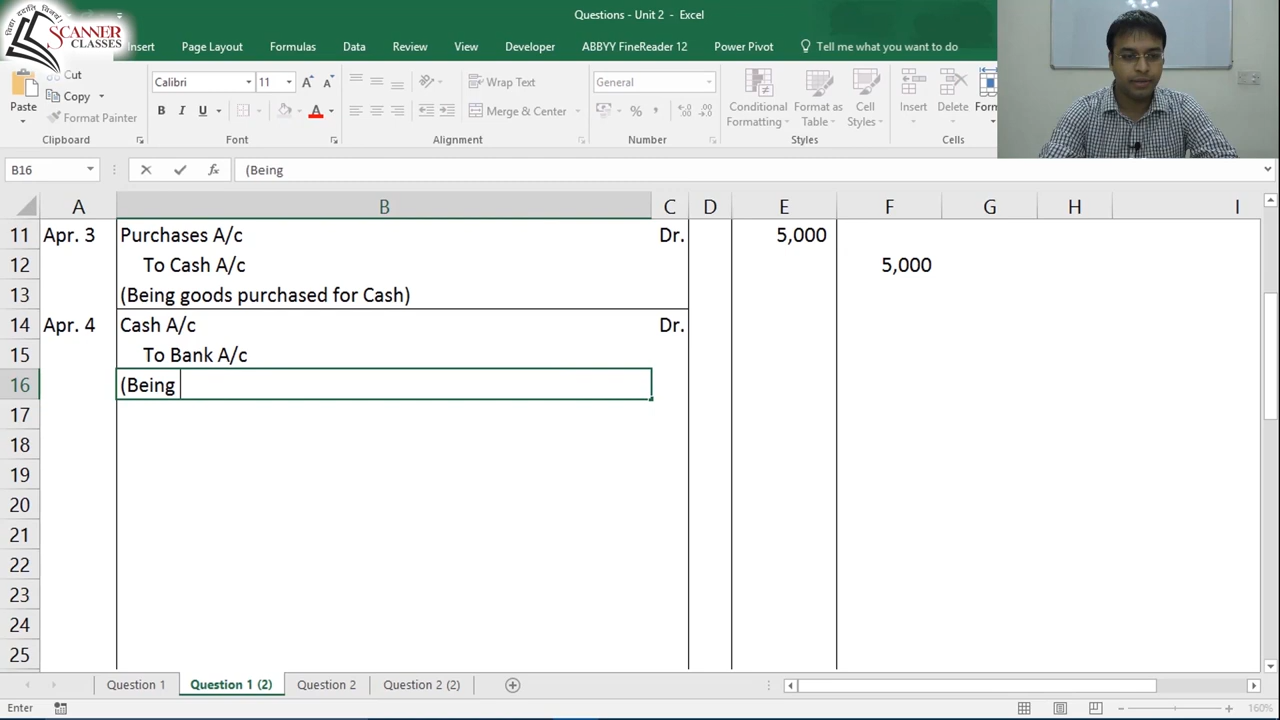 SCANNER
CLASSES
Questions - Unit 2 - Excel
Insert Page Layout Formulas Data Review View Developer ABBYY FineReader 12 Power Pivot Tell me what you want to do
Cut
Copy
Format Painter
Paste
Clipboard
Calibri 11
B I U
Font
Wrap Text
Merge & Center
Alignment
General
Number
Conditional Formatting
Format as Table
Cell Styles
Styles
Insert Delete
Cells
B16 fx (Being
A B C D E F G H I
11 Apr. 3 Purchases A/c Dr. 5,000
12 To Cash A/c 5,000
13 (Being goods purchased for Cash)
14 Apr. 4 Cash A/c Dr.
15 To Bank A/c
16 (Being
17
18
19
20
21
22
23
24
25
Question 1 Question 1 (2) Question 2 Question 2 (2)
Enter 160%